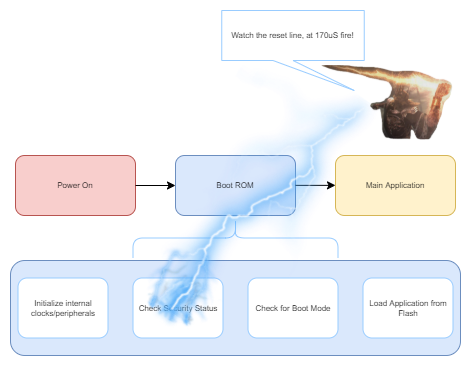 Watch the reset line, at 170uS fire!
Power On
Boot ROM
Main Application
Initialize internal
clocks/peripherals
Check Security Status
Check for Boot Mode
Load Application from
Flash